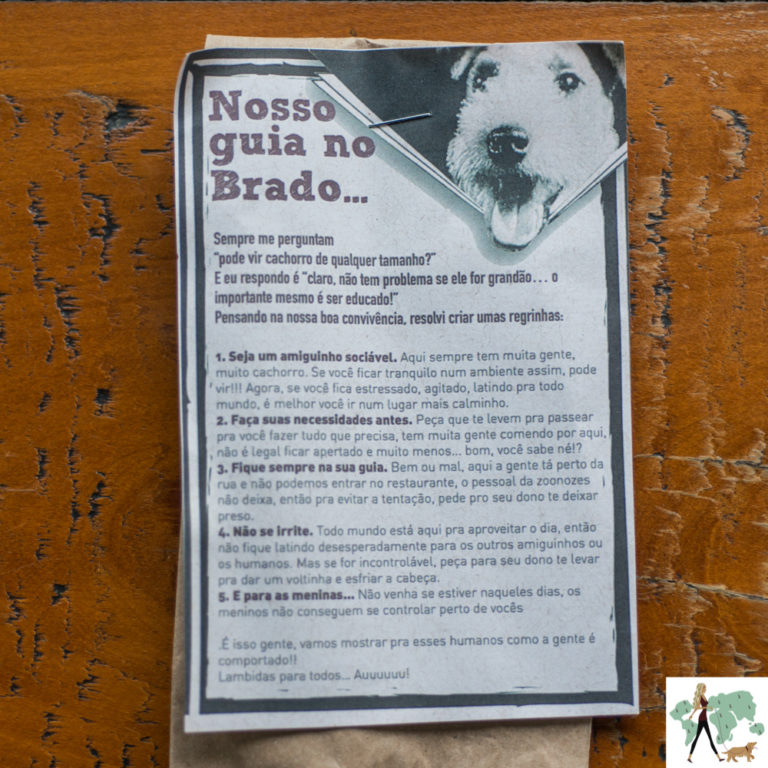 Nosso
guia no
Brado...
Sempre me perguntam
"pode vir cachorro de qualquer tamanho?"
E eu respondo é "claro, não tem problema se ele for grandão... o
importante mesmo é ser educado!"
Pensando na nossa boa convivência, resolvi criar umas regrinhas:
1. Seja um amiguinho sociável. Aqui sempre tem muita gente,
muito cachorro. Se você ficar tranquilo num ambiente assim, pode
vir!!! Agora, se você fica estressado, agitado, latindo pra todo
mundo, é melhor você ir num lugar mais calminho.
2. Faça suas necessidades antes. Peça que te levem pra passear
pra você fazer tudo que precisa, tem muita gente comendo por aqui,
não é legal ficar apertado e muito menos... bom, você sabe né!?
3. Fique sempre na sua guia. Bem ou mal, aqui a gente tá perto da
rua e não podemos entrar no restaurante, o pessoal da zoonozes
não deixa, então pra evitar a tentação, pede pro seu dono te deixar
preso.
4. Não se irrite. Todo mundo está aqui pra aproveitar o dia, então
não fique latindo desesperadamente para os outros amiguinhos ou
os humanos. Mas se for incontrolável, peça para seu dono te levar
pra dar um voltinha e esfriar a cabeça.
5. E para as meninas... Não venha se estiver naqueles dias, os
meninos não conseguem se controlar perto de vocês
.É isso gente, vamos mostrar pra esses humanos como a gente é
comportado!!
Lambidas para todos... Auuuuuu!